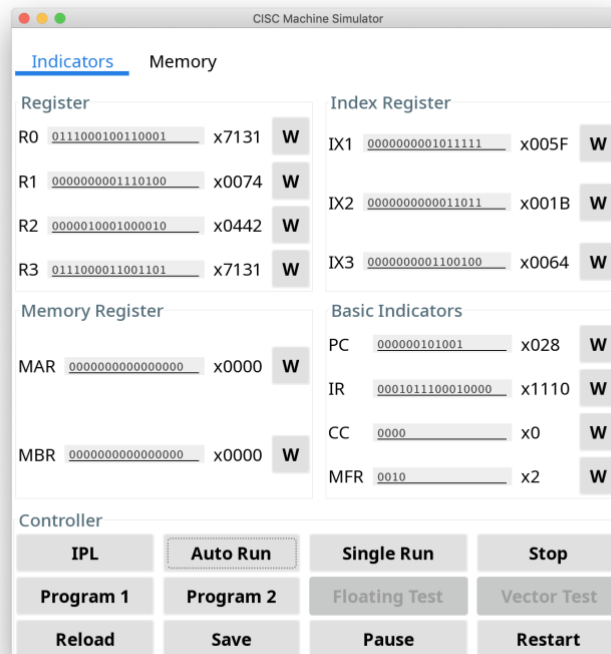 CISC Machine Simulator
Indicators Memory
Register
R0 0111000100110001 x7131 W
R1 0000000001110100 x0074 W
R2 0000010001000010 x0442 W
R3 0111000011001101 x7131 W
Index Register
IX1 0000000001011111 x005F W
IX2 0000000000011011 x001B W
IX3 0000000001100100 x0064 W
Memory Register
MAR 0000000000000000 x0000 W
MBR 0000000000000000 x0000 W
Basic Indicators
PC 000000101001 x028 W
IR 0001011100010000 x1110 W
CC 0000 x0 W
MFR 0010 x2 W
Controller
IPL Auto Run Single Run Stop
Program 1 Program 2 Floating Test Vector Test
Reload Save Pause Restart